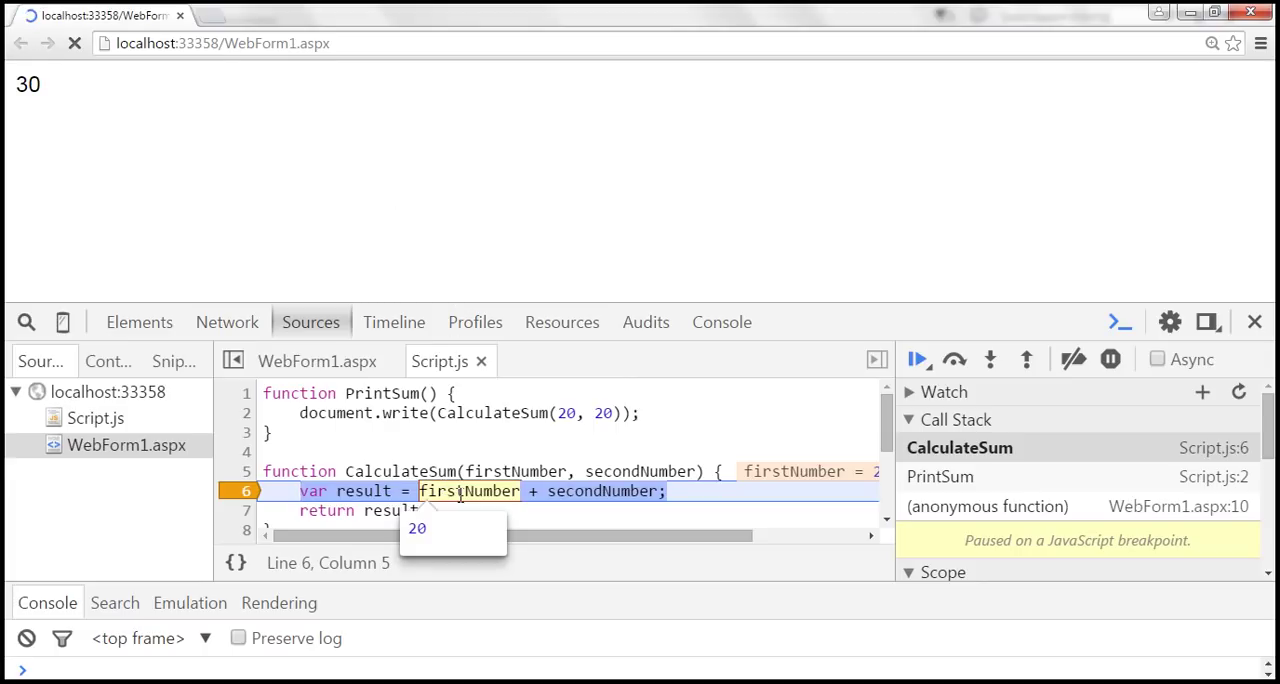 localhost:33358/WebForm
localhost:33358/WebForm1.aspx
30
Elements Network Sources Timeline Profiles Resources Audits Console
Sour... Cont... Snip... WebForm1.aspx Script.js Async
localhost:33358
Script.js
WebForm1.aspx
1 function PrintSum() {
2 document.write(CalculateSum(20, 20));
3 }
4
5 function CalculateSum(firstNumber, secondNumber) { firstNumber = 2
6 var result = firstNumber + secondNumber;
7 return result
8 }
20
{} Line 6, Column 5
Watch
Call Stack
CalculateSum Script.js:6
PrintSum Script.js:2
(anonymous function) WebForm1.aspx:10
Paused on a JavaScript breakpoint.
Scope
Console Search Emulation Rendering
<top frame> Preserve log